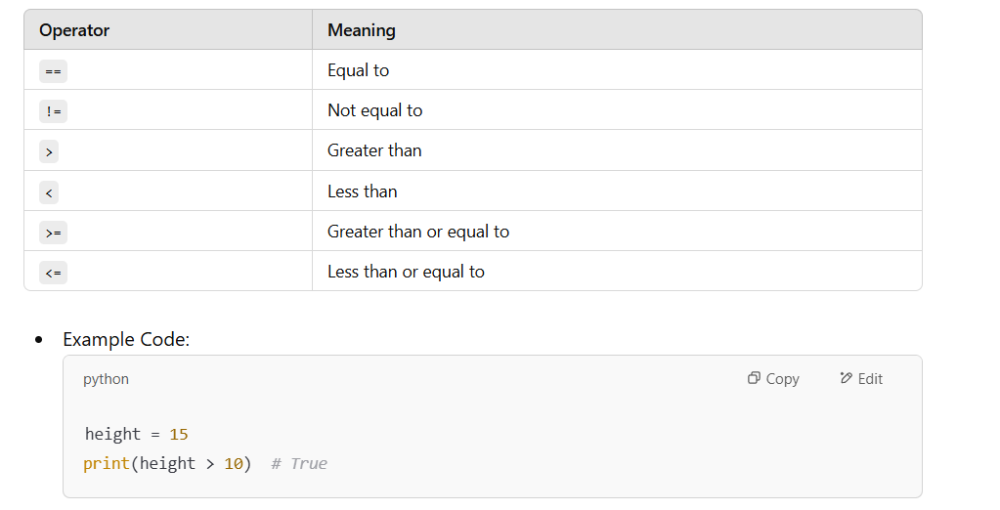 Operator Meaning
== Equal to
!= Not equal to
> Greater than
< Less than
>= Greater than or equal to
<= Less than or equal to
• Example Code:
python Copy Edit
height = 15
print(height > 10)  # True